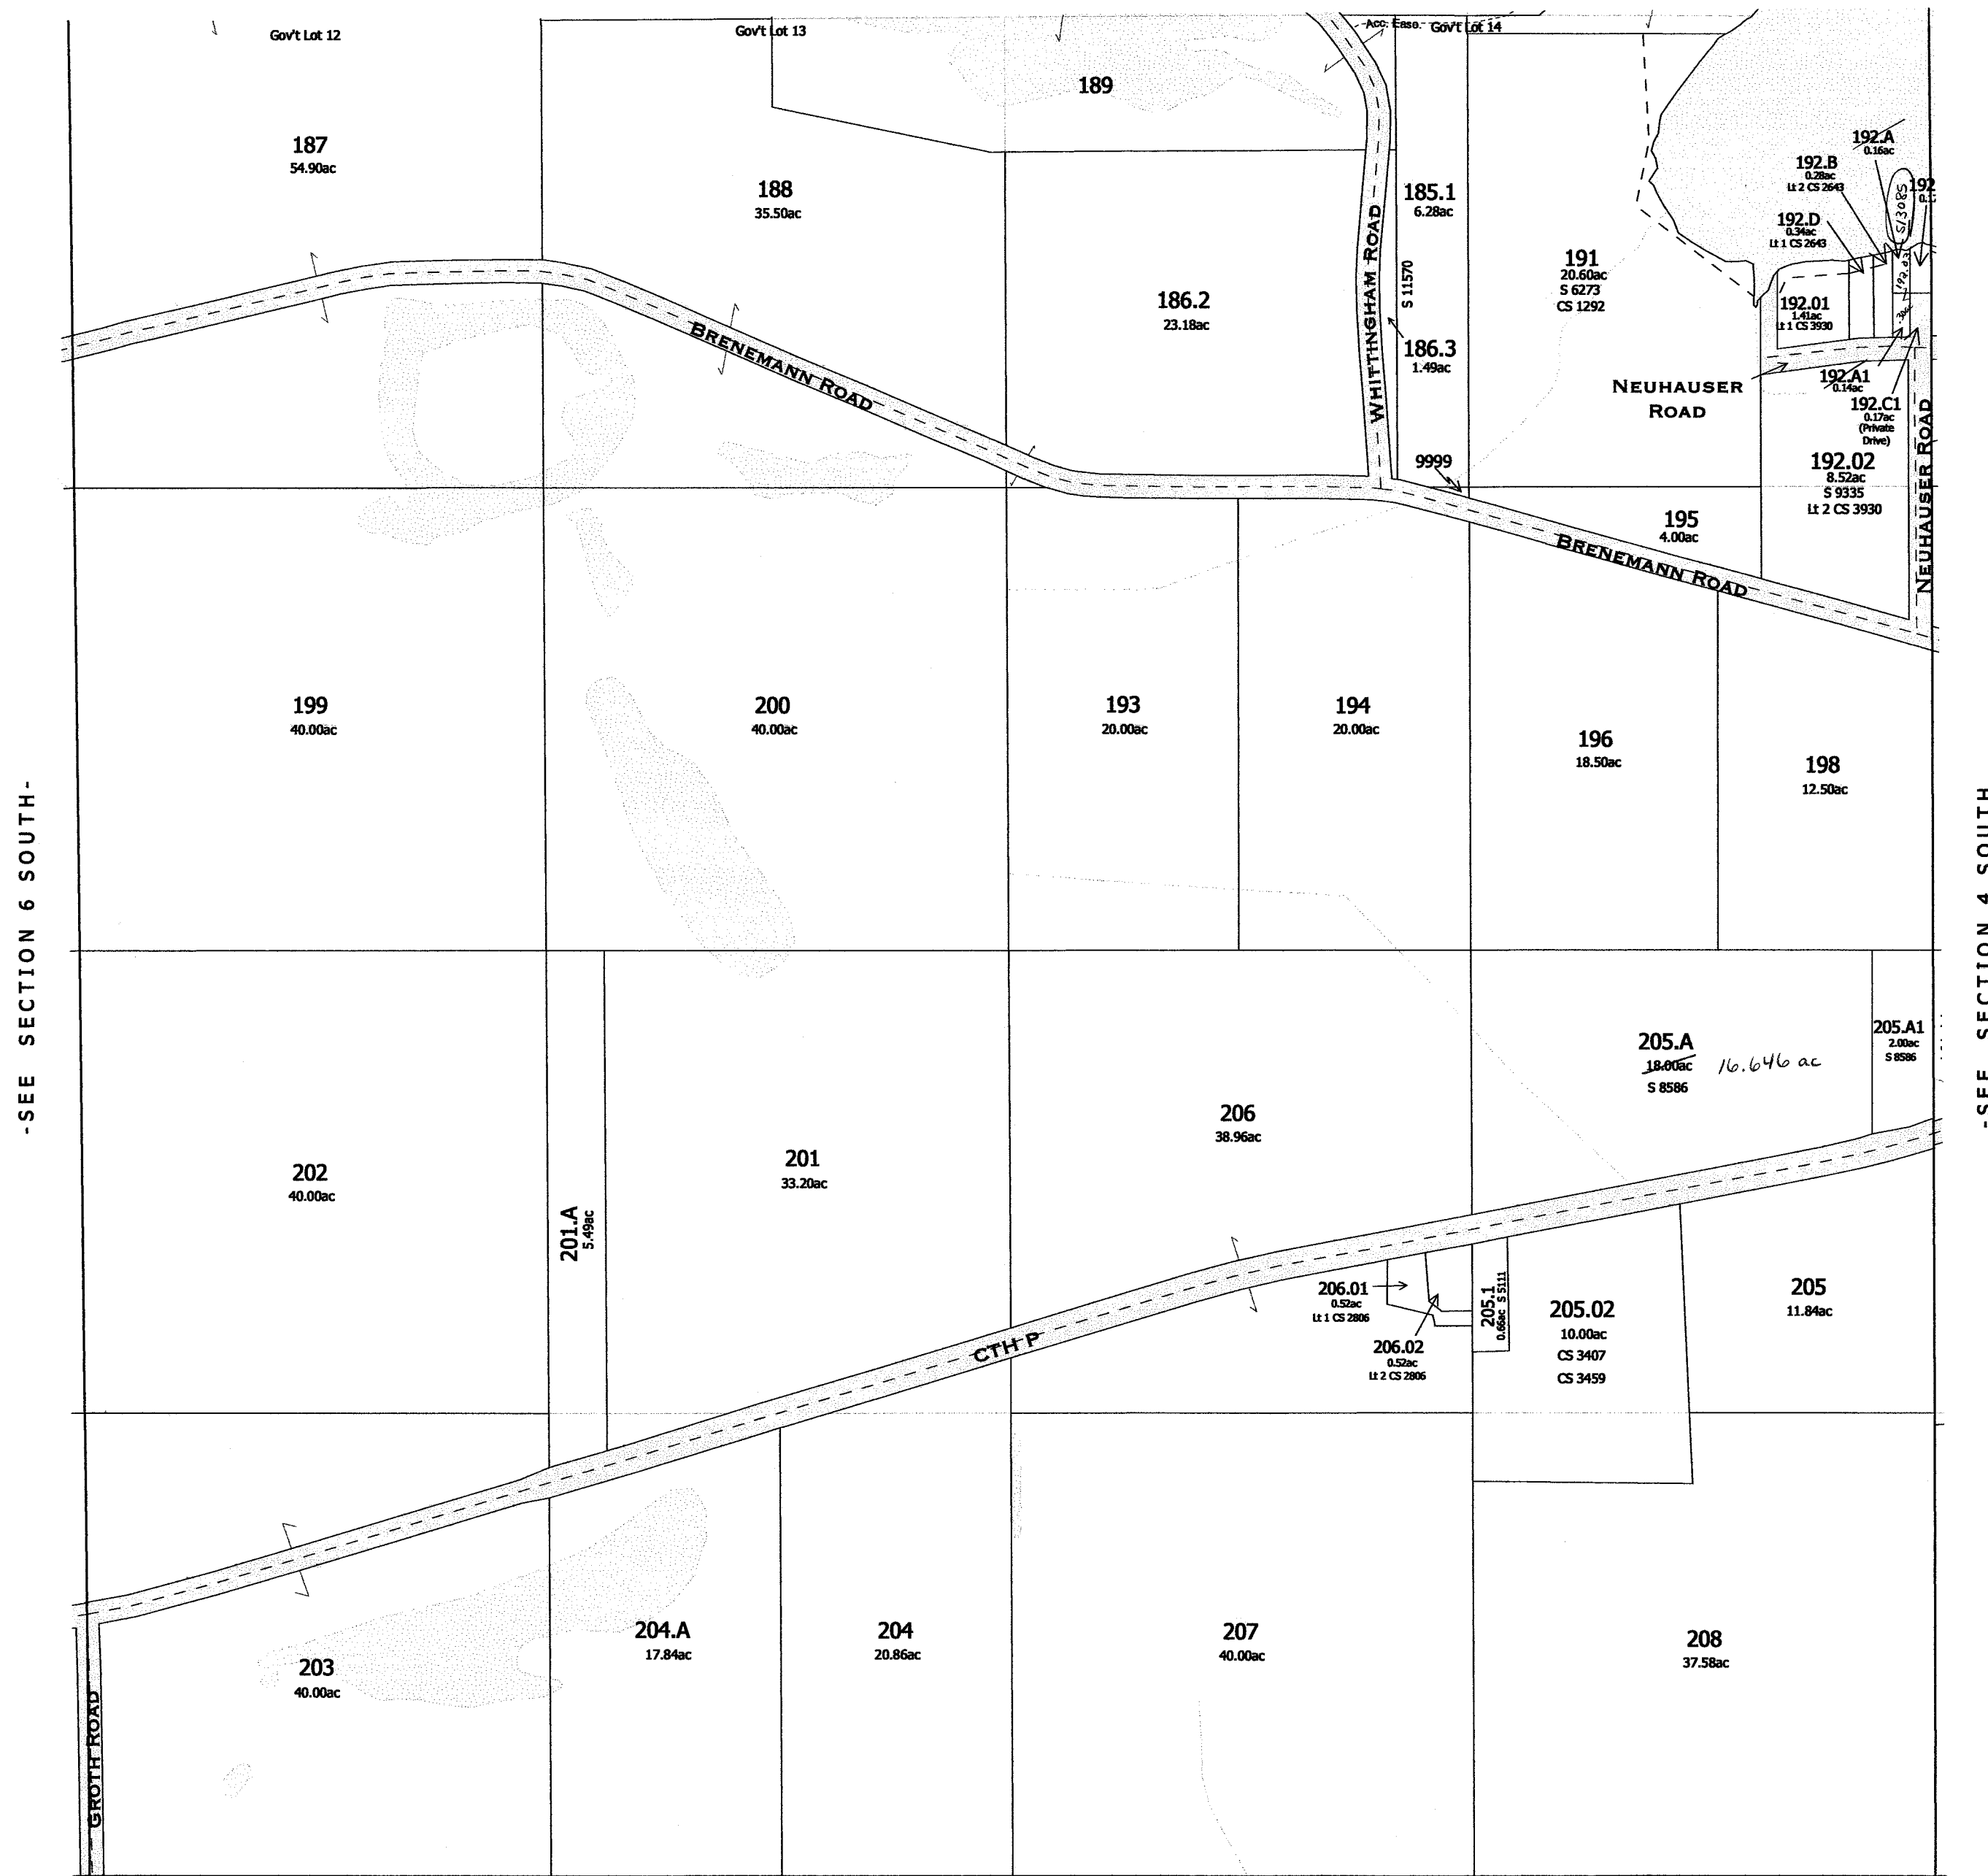 Gov't Lot 12
Gov't Lot 13
-Acc. Ease.-
Gov't Lot 14
189
187
54.90ac
188
35.50ac
186.2
23.18ac
WHITTINGHAM ROAD
185.1
6.28ac
S 11570
186.3
1.49ac
191
20.60ac
S 6273
CS 1292
192.A
0.16ac
192.B
0.28ac
Lt 2 CS 2643
192.D
0.34ac
Lt 1 CS 2643
S13085
192
192.03
192.01
1.41ac
Lt 1 CS 3930
NEUHAUSER
ROAD
192.A1
0.14ac
192.C1
0.17ac
(Private
Drive)
192.02
8.52ac
S 9335
Lt 2 CS 3930
NEUHAUSER ROAD
BRENEMANN ROAD
9999
195
4.00ac
BRENEMANN ROAD
199
40.00ac
200
40.00ac
193
20.00ac
194
20.00ac
196
18.50ac
198
12.50ac
-SEE SECTION 6 SOUTH-
-SEE SECTION 4 SOUTH
202
40.00ac
201.A
5.49ac
201
33.20ac
206
38.96ac
205.A
18.00ac
16.646 ac
S 8586
205.A1
2.00ac
S 8586
206.01
0.52ac
Lt 1 CS 2806
206.02
0.52ac
Lt 2 CS 2806
205.1
0.66ac S 5111
205.02
10.00ac
CS 3407
CS 3459
205
11.84ac
CTH P
203
40.00ac
204.A
17.84ac
204
20.86ac
207
40.00ac
208
37.58ac
GROTH ROAD